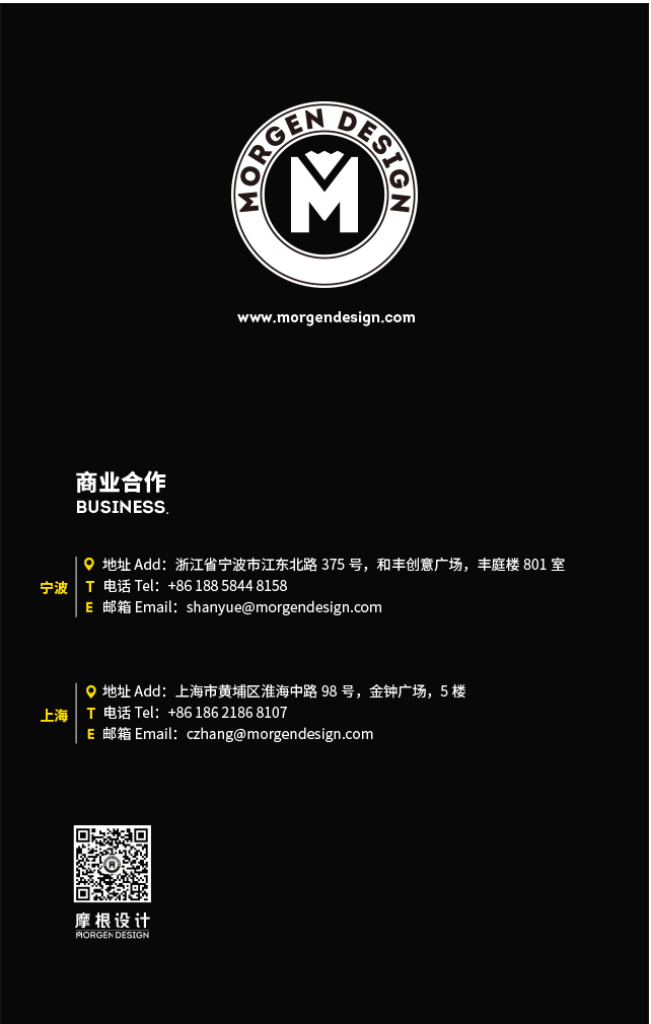 MORGEN DESIGN
M
www.morgendesign.com
商业合作
BUSINESS.
宁波
地址 Add：浙江省宁波市江东北路 375 号，和丰创意广场，丰庭楼 801 室
T 电话 Tel：+86 188 5844 8158
E 邮箱 Email：shanyue@morgendesign.com
上海
地址 Add：上海市黄埔区淮海中路 98 号，金钟广场，5 楼
T 电话 Tel：+86 186 2186 8107
E 邮箱 Email：czhang@morgendesign.com
摩根设计
MORGEN DESIGN